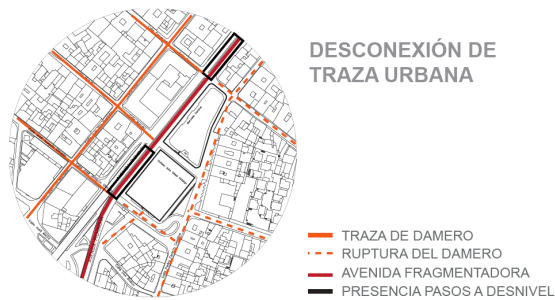 DESCONEXIÓN DE
TRAZA URBANA
TRAZA DE DAMERO
RUPTURA DEL DAMERO
AVENIDA FRAGMENTADORA
PRESENCIA PASOS A DESNIVEL